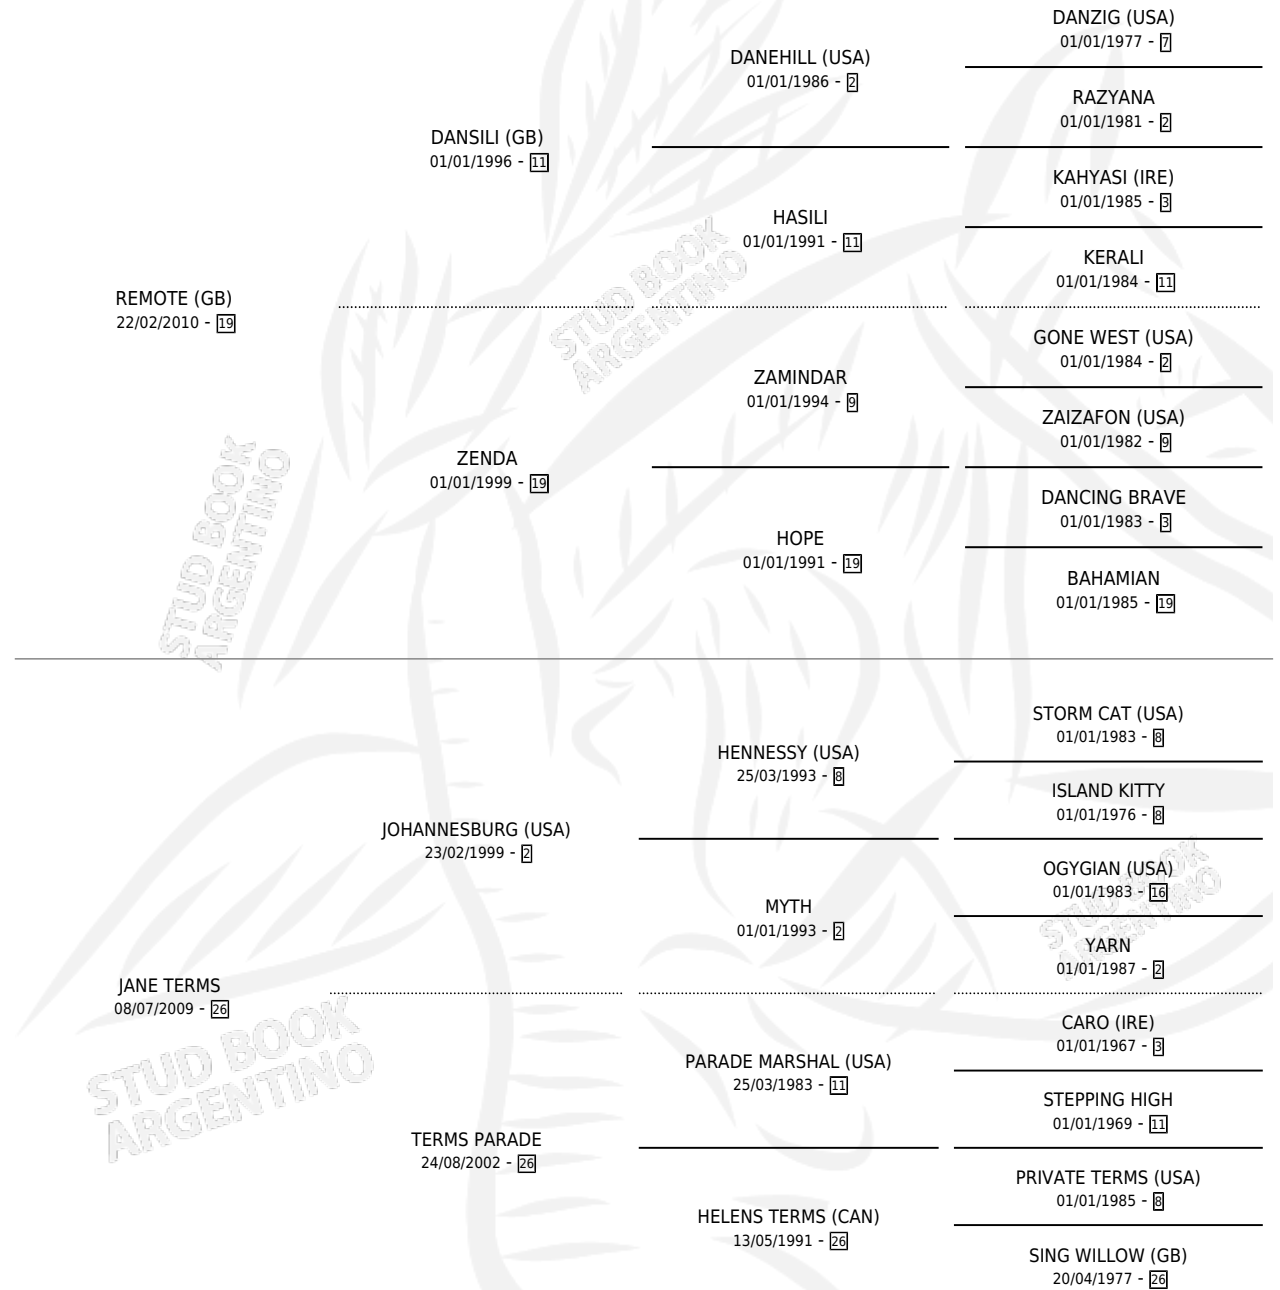 DANZIG (USA)
01/01/1977 - 7
DANEHILL (USA)
01/01/1986 - 2
RAZYANA
01/01/1981 - 2
DANSILI (GB)
01/01/1996 - 11
KAHYASI (IRE)
01/01/1985 - 3
HASILI
01/01/1991 - 11
KERALI
01/01/1984 - 11
REMOTE (GB)
22/02/2010 - 19
GONE WEST (USA)
01/01/1984 - 2
ZAMINDAR
01/01/1994 - 9
ZAIZAFON (USA)
01/01/1982 - 9
ZENDA
01/01/1999 - 19
DANCING BRAVE
01/01/1983 - 3
HOPE
01/01/1991 - 19
BAHAMIAN
01/01/1985 - 19
STUD BOOK
ARGENTINO
STUD BOOK
ARGENTINO
STORM CAT (USA)
01/01/1983 - 8
HENNESSY (USA)
25/03/1993 - 8
ISLAND KITTY
01/01/1976 - 8
JOHANNESBURG (USA)
23/02/1999 - 2
OGYGIAN (USA)
01/01/1983 - 16
MYTH
01/01/1993 - 2
YARN
01/01/1987 - 2
JANE TERMS
08/07/2009 - 26
CARO (IRE)
01/01/1967 - 3
PARADE MARSHAL (USA)
25/03/1983 - 11
STEPPING HIGH
01/01/1969 - 11
TERMS PARADE
24/08/2002 - 26
PRIVATE TERMS (USA)
01/01/1985 - 8
HELENS TERMS (CAN)
13/05/1991 - 26
SING WILLOW (GB)
20/04/1977 - 26
STUD BOOK
ARGENTINO
STUD BOOK
ARGENTINO